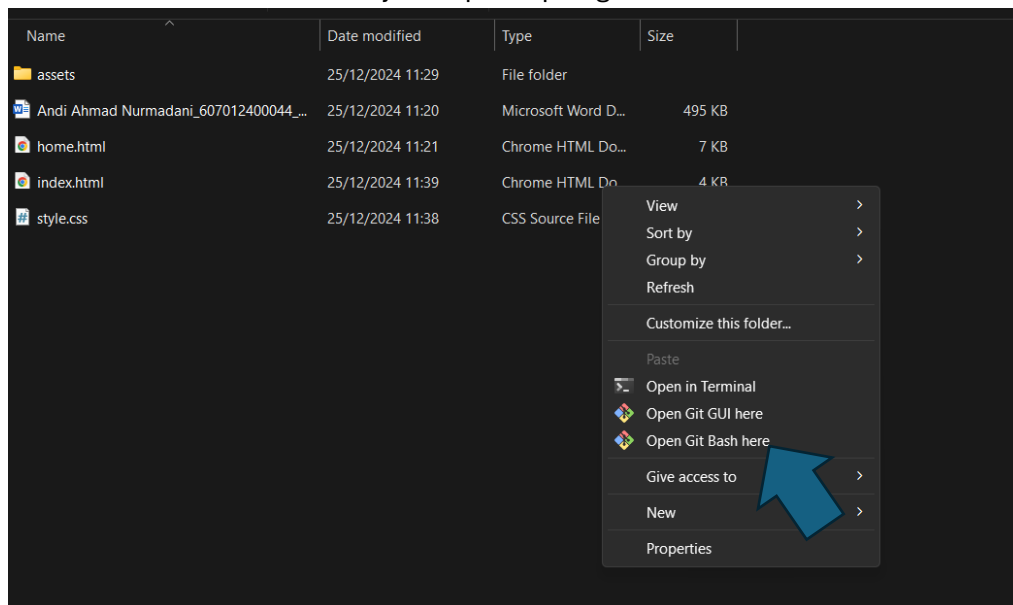 Name Date modified Type Size
assets 25/12/2024 11:29 File folder
Andi Ahmad Nurmadani_607012400044_... 25/12/2024 11:20 Microsoft Word D... 495 KB
home.html 25/12/2024 11:21 Chrome HTML Do... 7 KB
index.html 25/12/2024 11:39 Chrome HTML Do 4 KB
style.css 25/12/2024 11:38 CSS Source File
View
Sort by
Group by
Refresh
Customize this folder...
Paste
Open in Terminal
Open Git GUI here
Open Git Bash here
Give access to
New
Properties